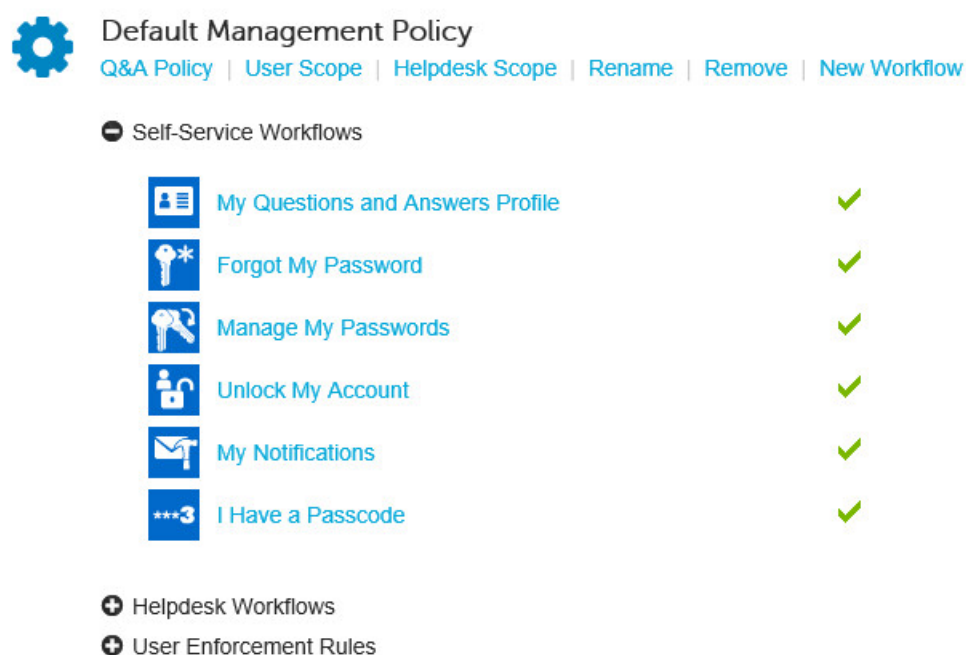 Default Management Policy
Q&A Policy | User Scope | Helpdesk Scope | Rename | Remove | New Workflow
Self-Service Workflows
My Questions and Answers Profile
Forgot My Password
Manage My Passwords
Unlock My Account
My Notifications
***3 I Have a Passcode
Helpdesk Workflows
User Enforcement Rules